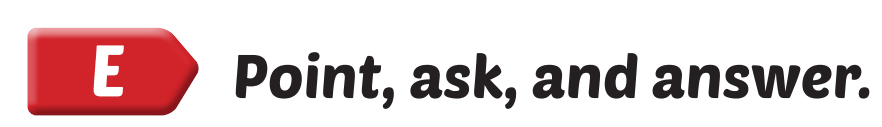 E Point, ask, and answer.